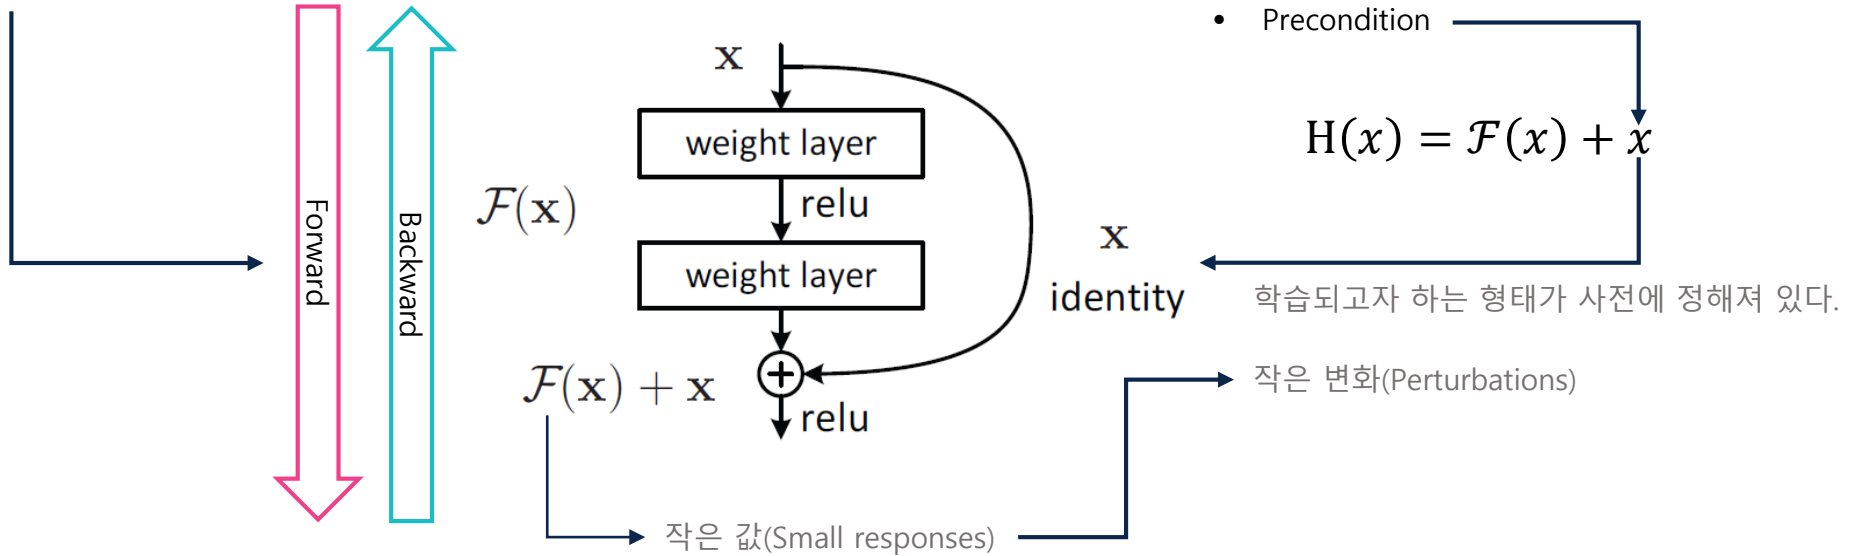 • Precondition
x
H(x) = ℱ(x) + x
weight layer
Forward
Backward
ℱ(x)
relu
x
identity
weight layer
학습되고자 하는 형태가 사전에 정해져 있다.
ℱ(x) + x
+
작은 변화(Perturbations)
relu
작은 값(Small responses)